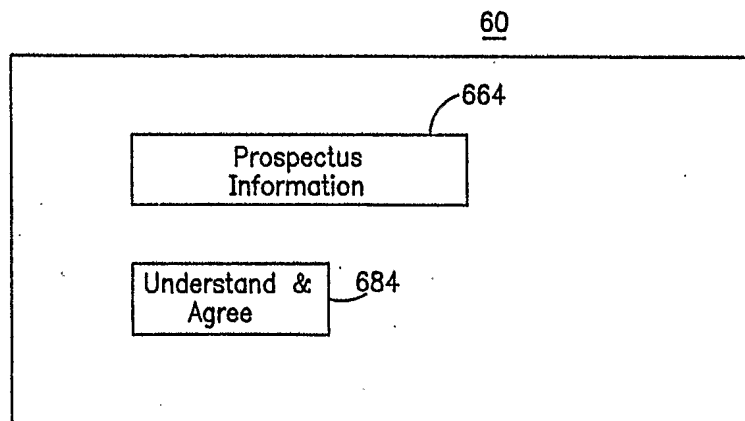 60
664
Prospectus
Information
Understand &
Agree
684